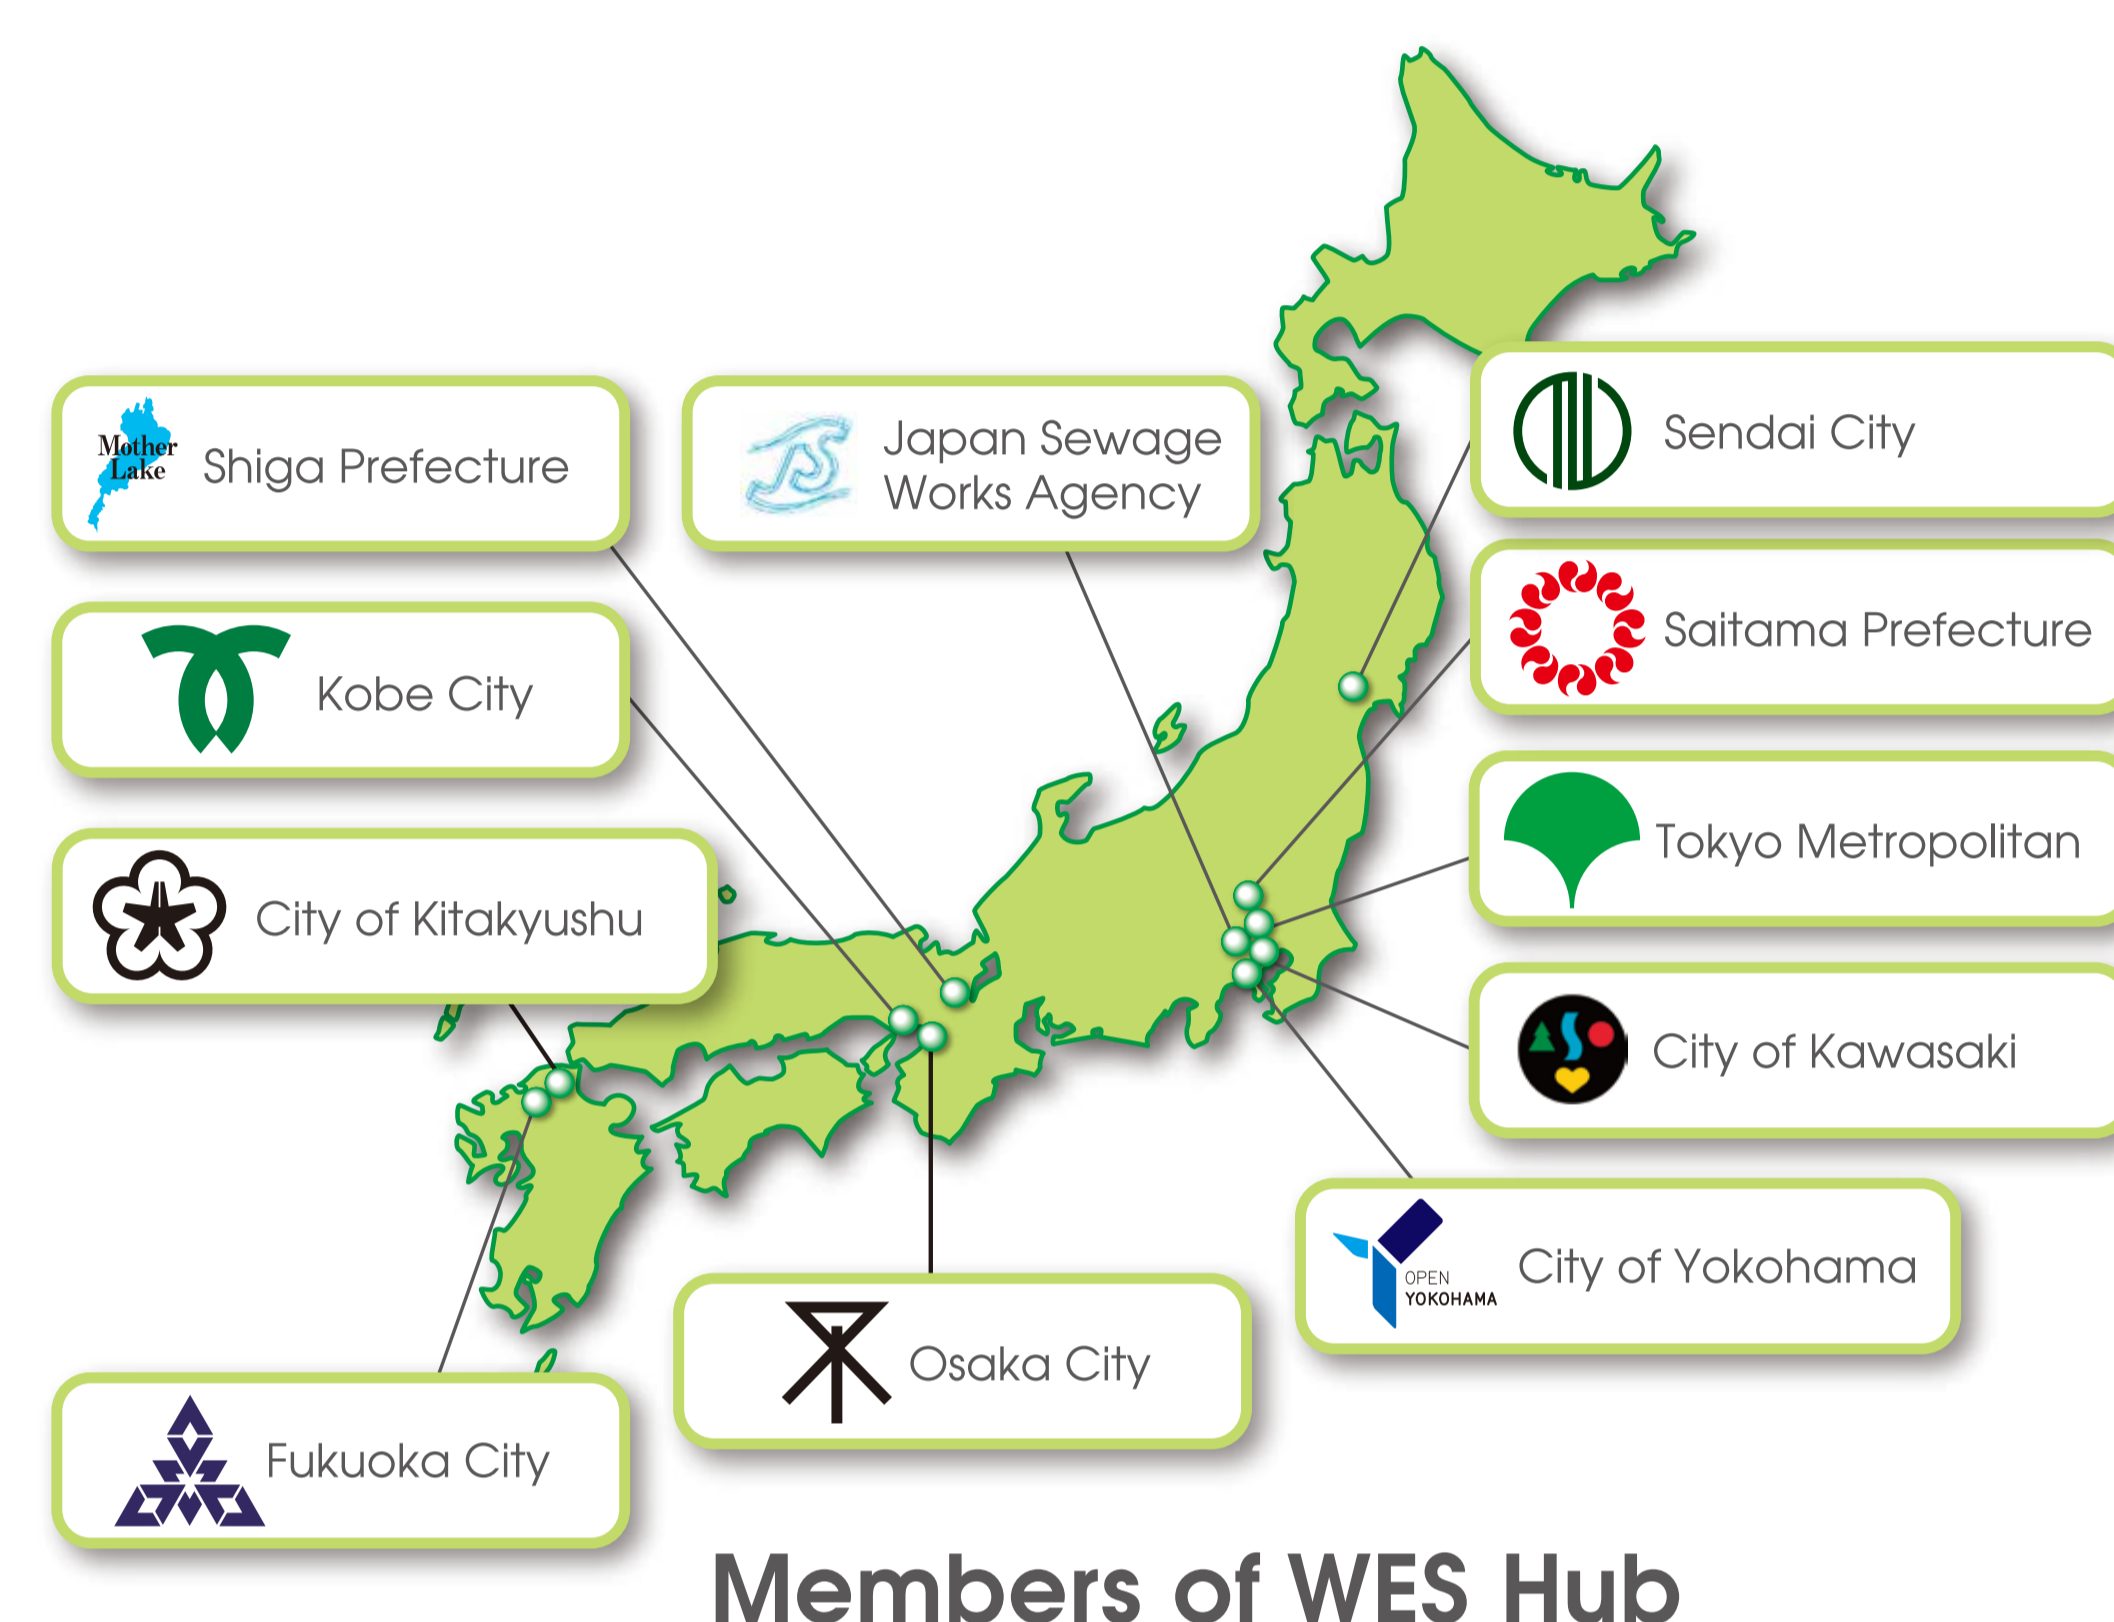 Mother
Lake
Shiga Prefecture
Japan Sewage
Works Agency
Sendai City
Kobe City
Saitama Prefecture
City of Kitakyushu
Tokyo Metropolitan
City of Kawasaki
OPEN
YOKOHAMA
City of Yokohama
Osaka City
Fukuoka City
Members of WES Hub